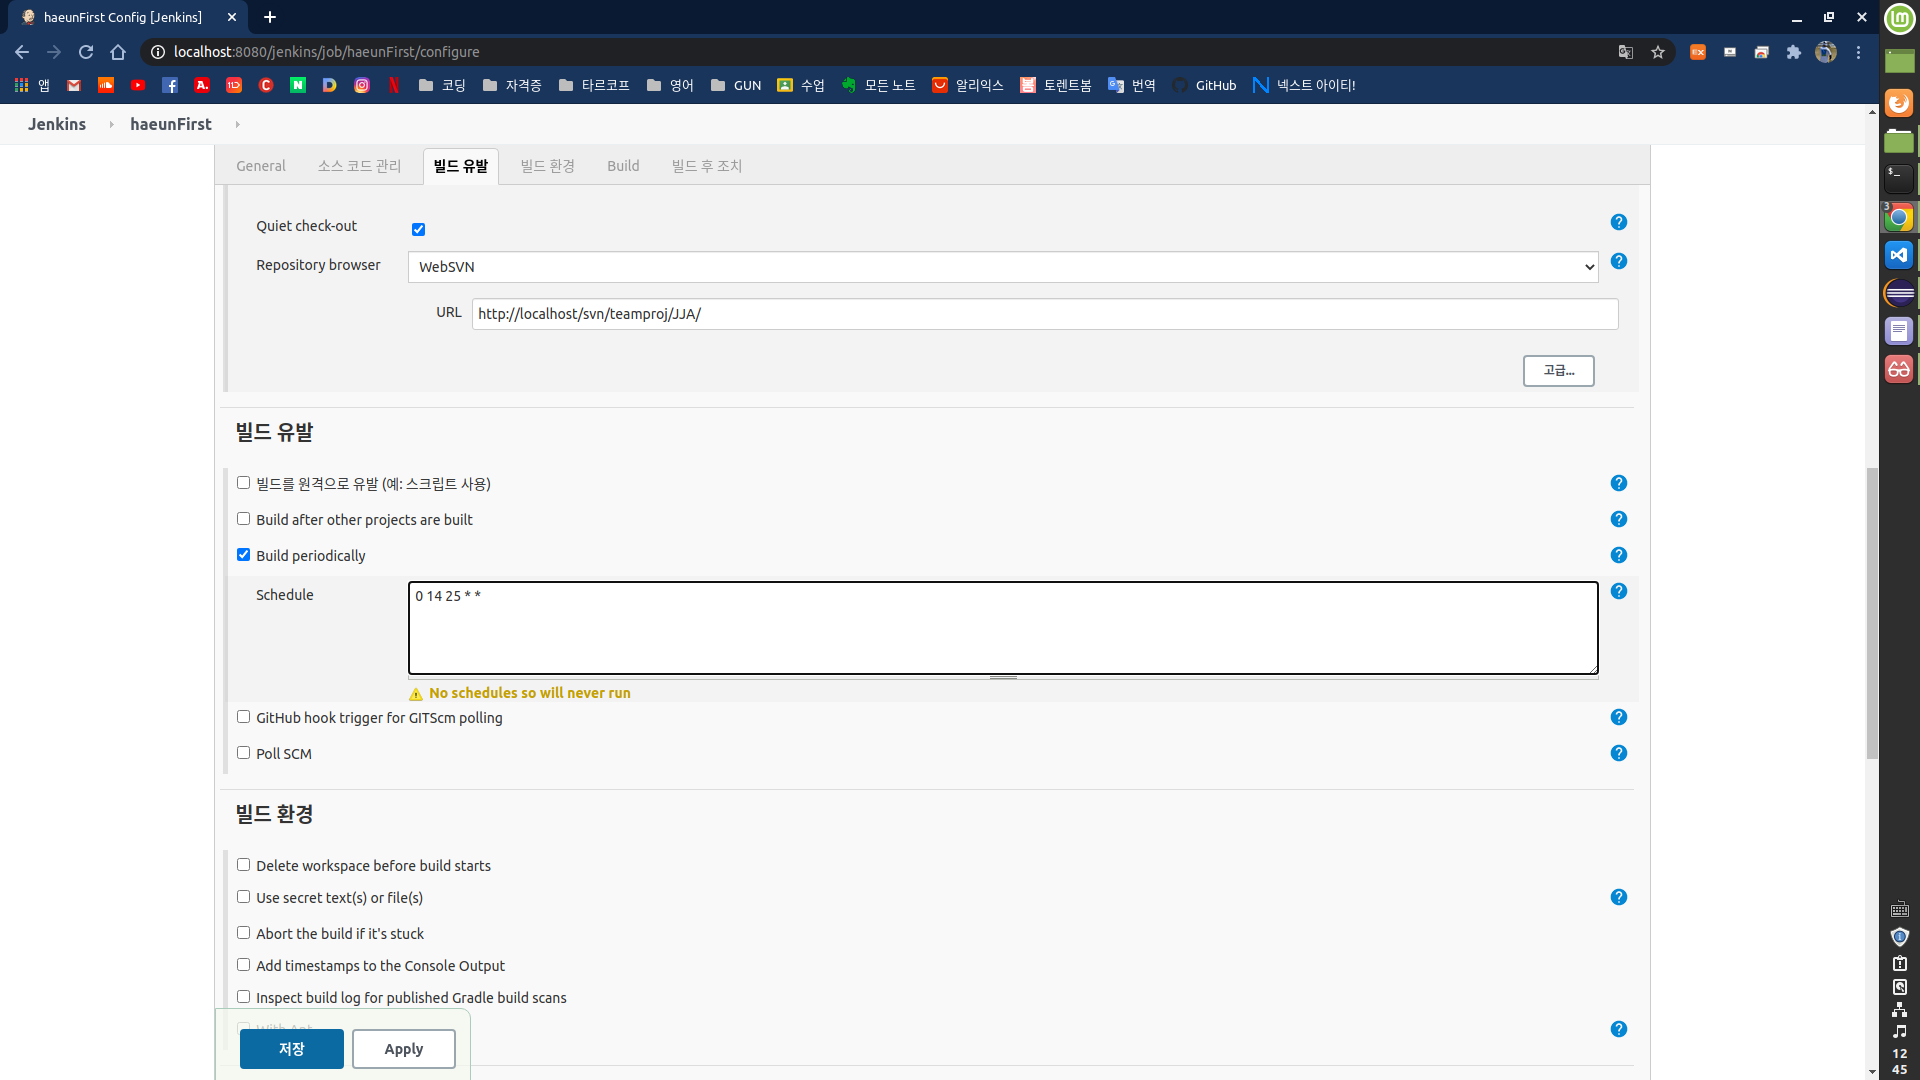 haeunFirst Config [Jenkins]
localhost:8080/jenkins/job/haeunFirst/configure
앱 코딩 자격증 타르코프 영어 GUN 수업 모든 노트 알리익스 토렌트봄 번역 GitHub 넥스트 아이티!
Jenkins haeunFirst
General 소스 코드 관리 빌드 유발 빌드 환경 Build 빌드 후 조치
Quiet check-out
Repository browser WebSVN
URL http://localhost/svn/teamproj/JJA/
고급...
빌드 유발
빌드를 원격으로 유발 (예: 스크립트 사용)
Build after other projects are built
Build periodically
Schedule 0 14 25 * *
No schedules so will never run
GitHub hook trigger for GITScm polling
Poll SCM
빌드 환경
Delete workspace before build starts
Use secret text(s) or file(s)
Abort the build if it's stuck
Add timestamps to the Console Output
Inspect build log for published Gradle build scans
With Ant
저장 Apply
3
12
45